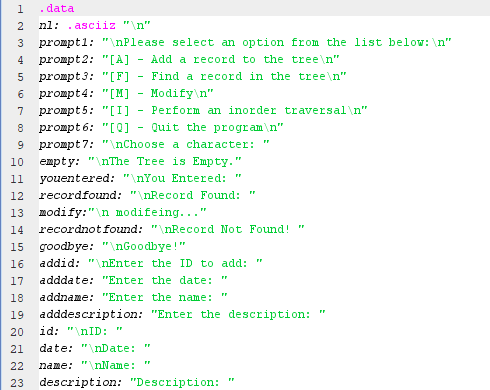 1 .data
2 nl: .asciiz "\n"
3 prompt1: "\nPlease select an option from the list below:\n"
4 prompt2: "[A] - Add a record to the tree\n"
5 prompt3: "[F] - Find a record in the tree\n"
6 prompt4: "[M] - Modify\n"
7 prompt5: "[I] - Perform an inorder traversal\n"
8 prompt6: "[Q] - Quit the program\n"
9 prompt7: "\nChoose a character: "
10 empty: "\nThe Tree is Empty."
11 youentered: "\nYou Entered: "
12 recordfound: "\nRecord Found: "
13 modify:"\n modifeing..."
14 recordnotfound: "\nRecord Not Found! "
15 goodbye: "\nGoodbye!"
16 addid: "\nEnter the ID to add: "
17 adddate: "Enter the date: "
18 addname: "Enter the name: "
19 adddescription: "Enter the description: "
20 id: "\nID: "
21 date: "\nDate: "
22 name: "\nName: "
23 description: "Description: "